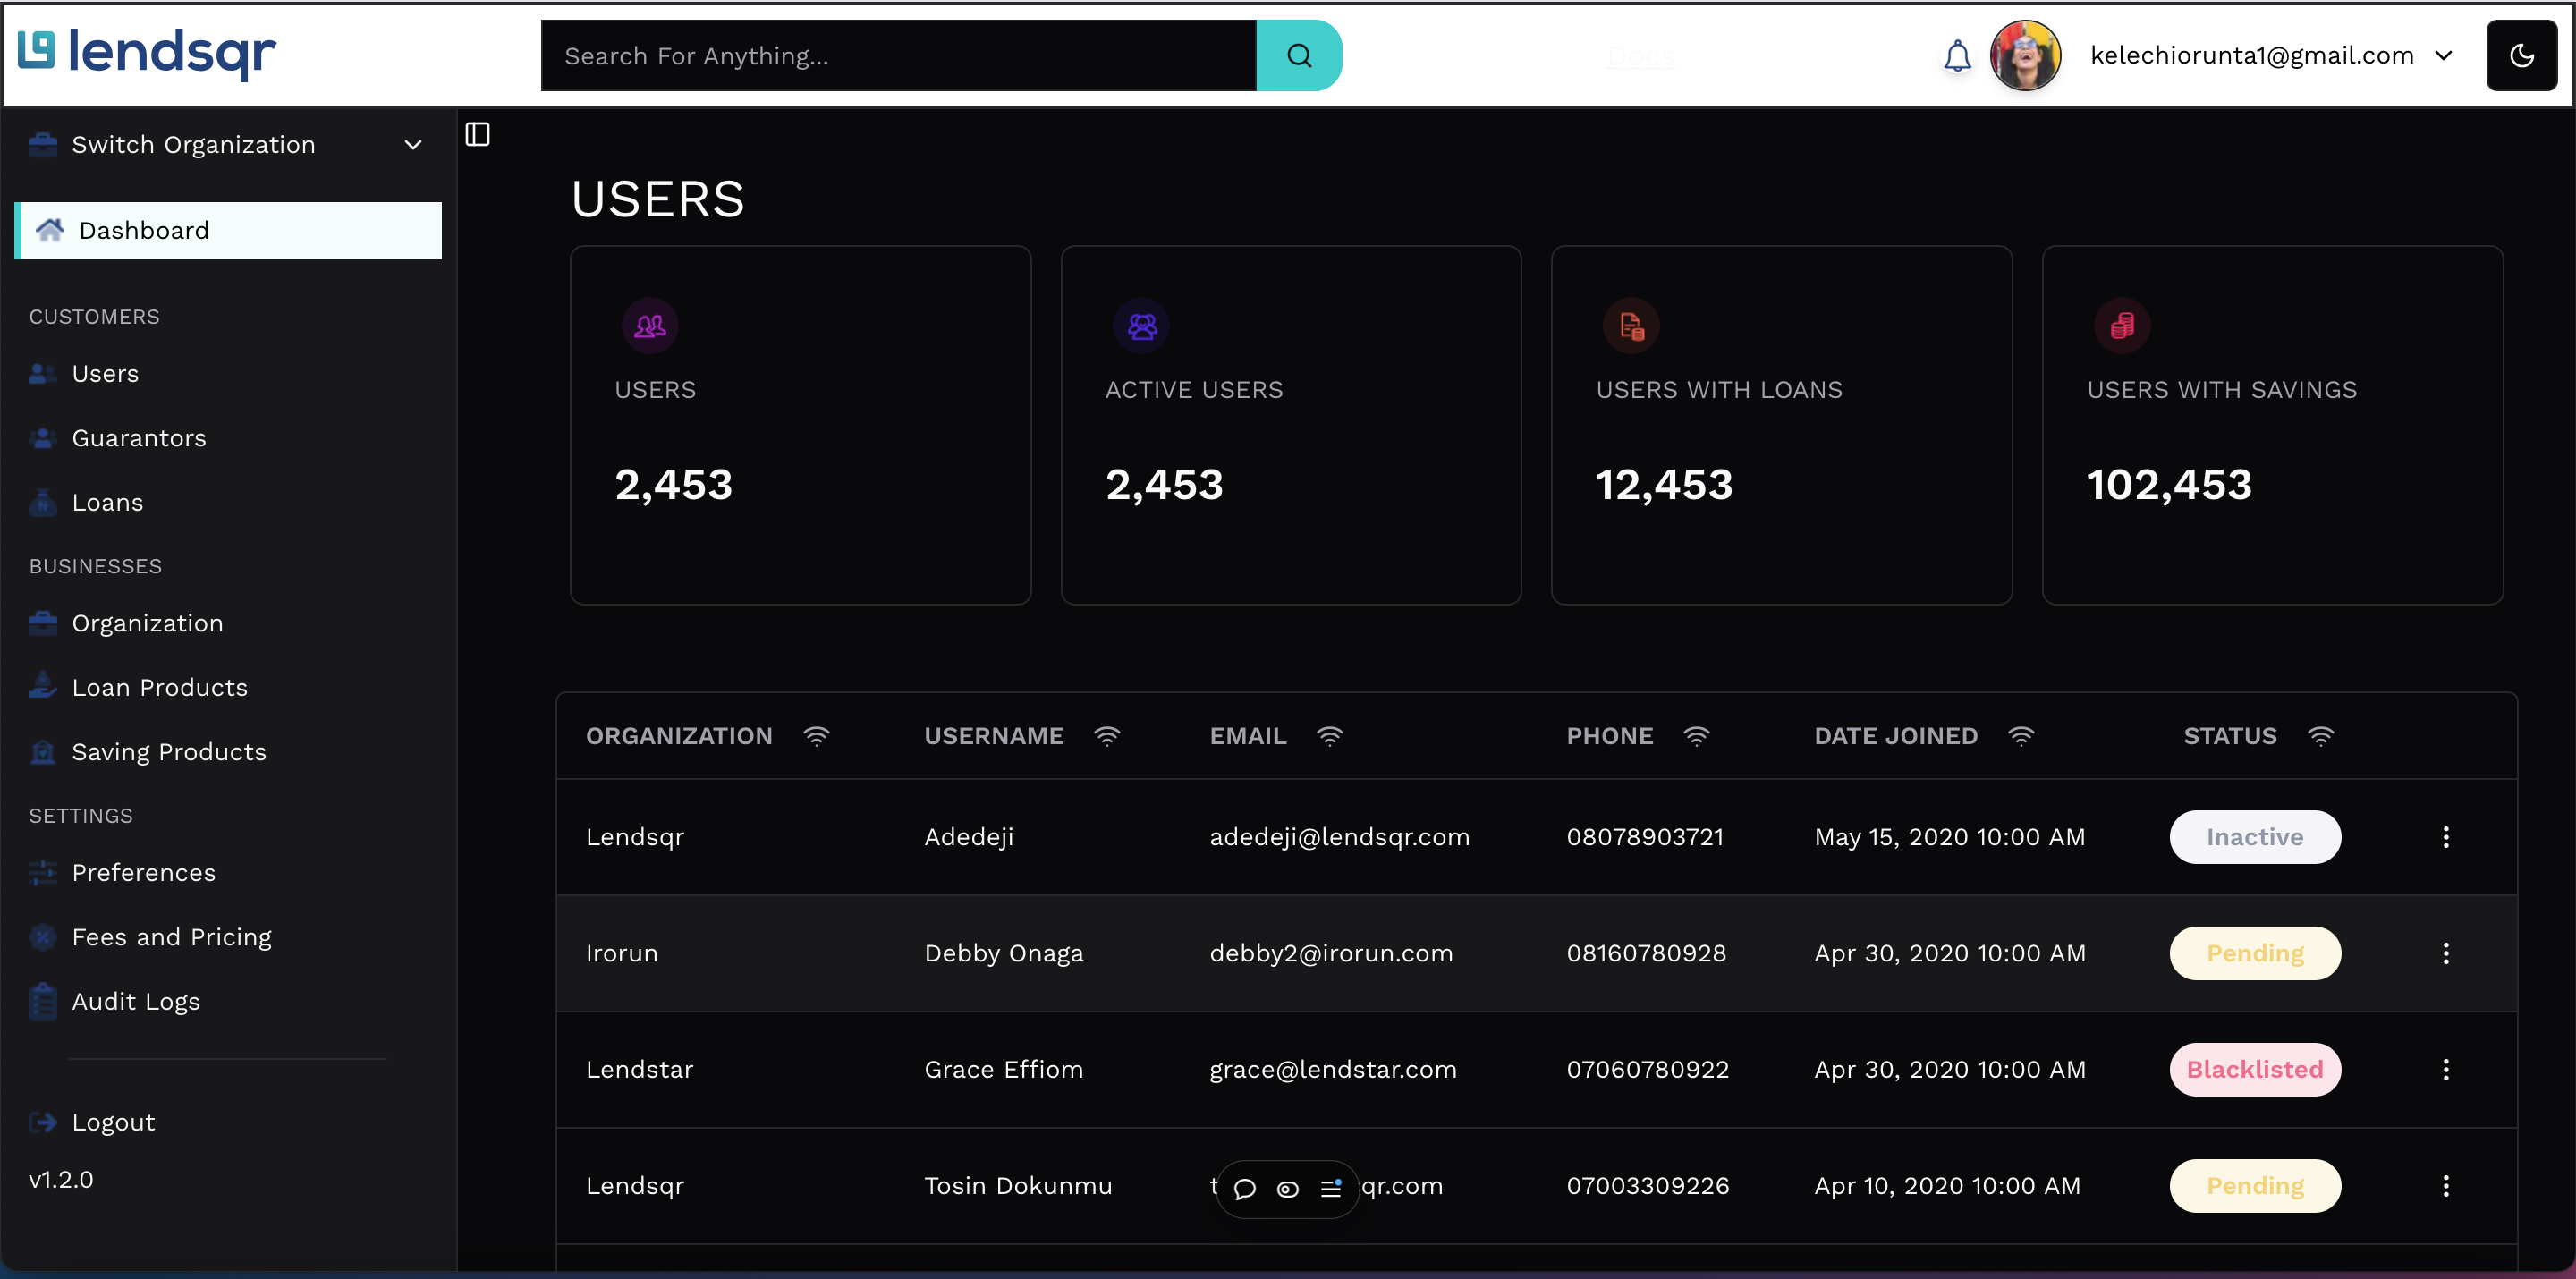 lendsqr
Search For Anything...
Docs
kelechiorunta1@gmail.com
Switch Organization
Dashboard
CUSTOMERS
Users
Guarantors
Loans
BUSINESSES
Organization
Loan Products
Saving Products
SETTINGS
Preferences
Fees and Pricing
Audit Logs
Logout
v1.2.0
USERS
USERS
2,453
ACTIVE USERS
2,453
USERS WITH LOANS
12,453
USERS WITH SAVINGS
102,453
ORGANIZATION USERNAME EMAIL PHONE DATE JOINED STATUS
Lendsqr Adedeji adedeji@lendsqr.com 08078903721 May 15, 2020 10:00 AM Inactive
Irorun Debby Onaga debby2@irorun.com 08160780928 Apr 30, 2020 10:00 AM Pending
Lendstar Grace Effiom grace@lendstar.com 07060780922 Apr 30, 2020 10:00 AM Blacklisted
Lendsqr Tosin Dokunmu 07003309226 Apr 10, 2020 10:00 AM Pending